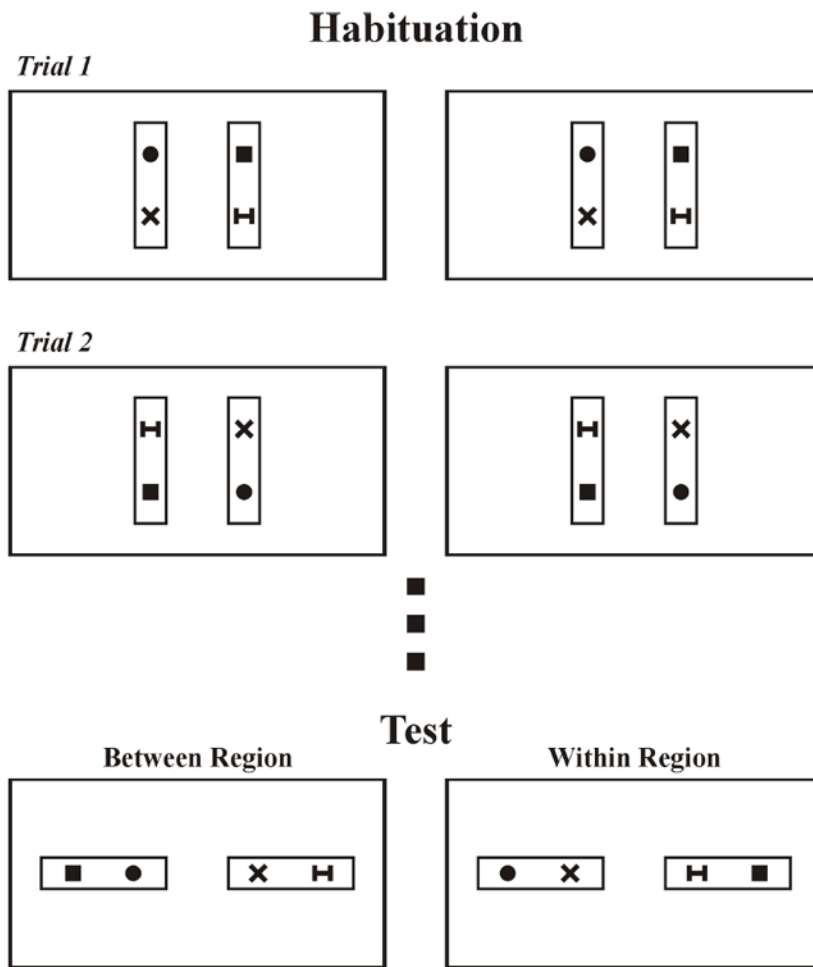 Habituation
Trial 1
Trial 2
Test
Between Region
Within Region